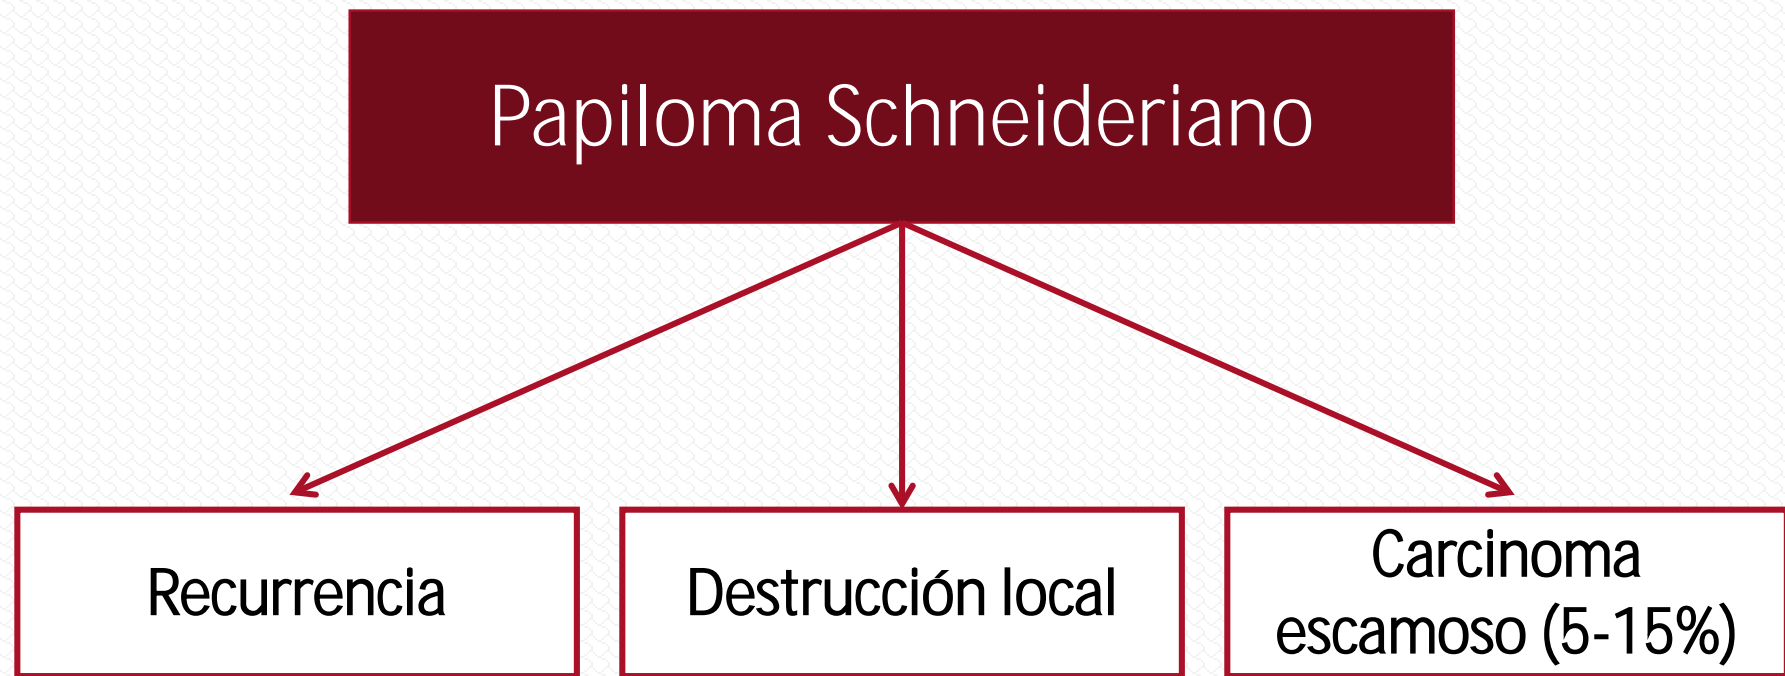 Papiloma Schneideriano
Recurrencia
Destrucción local
Carcinoma
escamoso (5-15%)